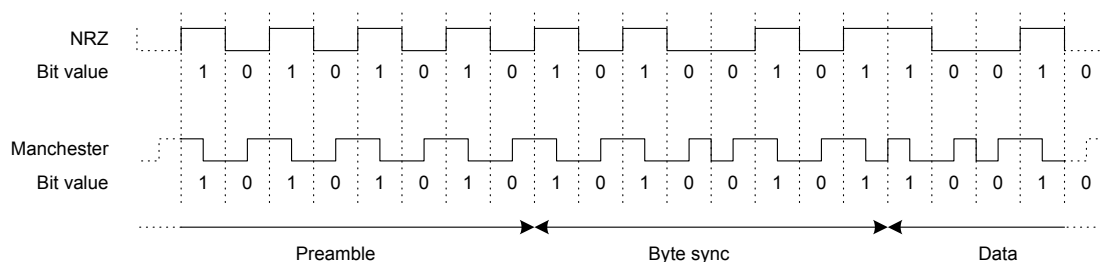 NRZ
Bit value 1 0 1 0 1 0 1 0 1 0 1 0 0 1 0 1 1 0 0 1 0
Manchester
Bit value 1 0 1 0 1 0 1 0 1 0 1 0 0 1 0 1 1 0 0 1 0
Preamble Byte sync Data